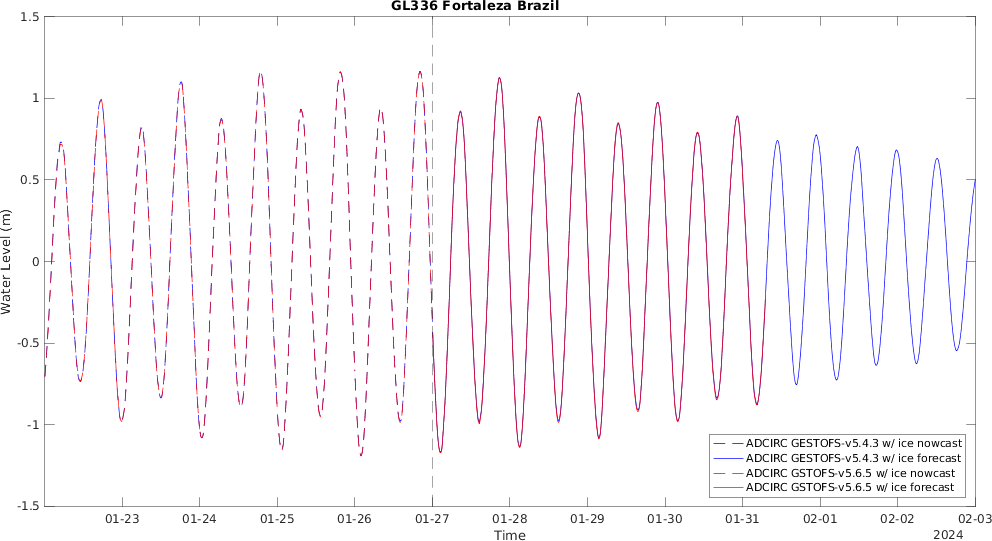 GL336 Fortaleza Brazil
1.5
1
0.5
0
-0.5
-1
-1.5
Water Level (m)
01-23 01-24 01-25 01-26 01-27 01-28 01-29 01-30 01-31 02-01 02-02 02-03
Time
2024
ADCIRC GESTOFS-v5.4.3 w/ ice nowcast
ADCIRC GESTOFS-v5.4.3 w/ ice forecast
ADCIRC GSTOFS-v5.6.5 w/ ice nowcast
ADCIRC GSTOFS-v5.6.5 w/ ice forecast